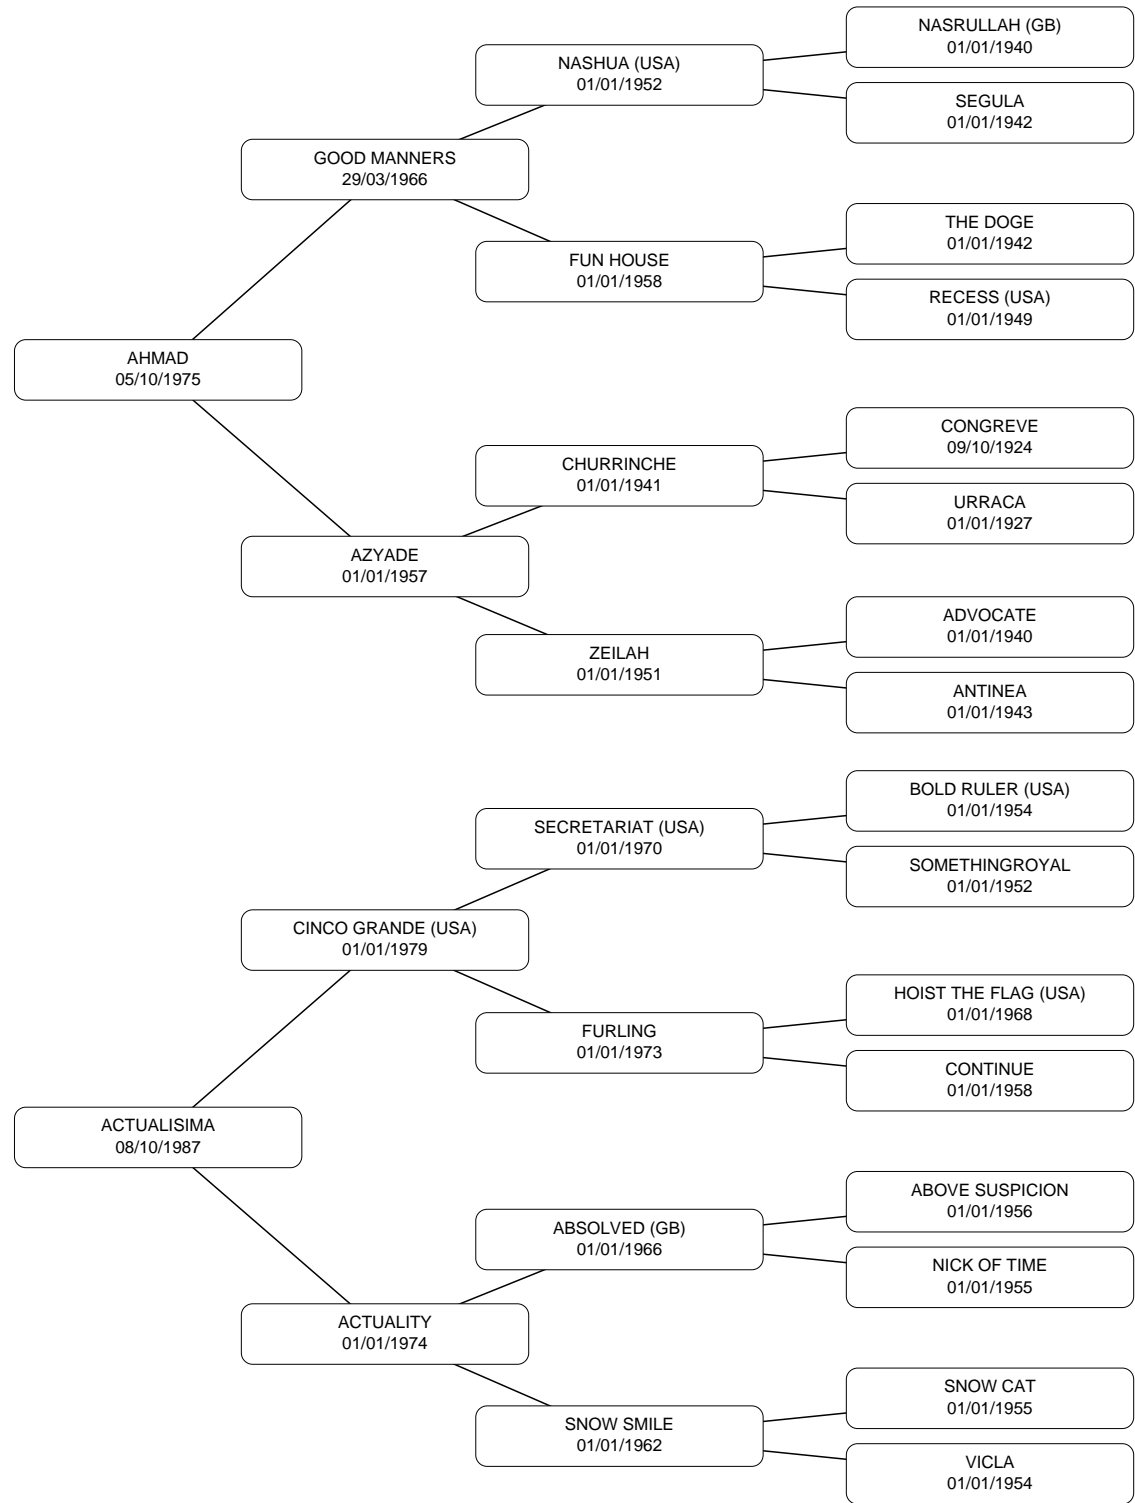 NASRULLAH (GB)
01/01/1940
NASHUA (USA)
01/01/1952
SEGULA
01/01/1942
GOOD MANNERS
29/03/1966
THE DOGE
01/01/1942
FUN HOUSE
01/01/1958
RECESS (USA)
01/01/1949
AHMAD
05/10/1975
CONGREVE
09/10/1924
CHURRINCHE
01/01/1941
URRACA
01/01/1927
AZYADE
01/01/1957
ADVOCATE
01/01/1940
ZEILAH
01/01/1951
ANTINEA
01/01/1943
BOLD RULER (USA)
01/01/1954
SECRETARIAT (USA)
01/01/1970
SOMETHINGROYAL
01/01/1952
CINCO GRANDE (USA)
01/01/1979
HOIST THE FLAG (USA)
01/01/1968
FURLING
01/01/1973
CONTINUE
01/01/1958
ACTUALISIMA
08/10/1987
ABOVE SUSPICION
01/01/1956
ABSOLVED (GB)
01/01/1966
NICK OF TIME
01/01/1955
ACTUALITY
01/01/1974
SNOW CAT
01/01/1955
SNOW SMILE
01/01/1962
VICLA
01/01/1954